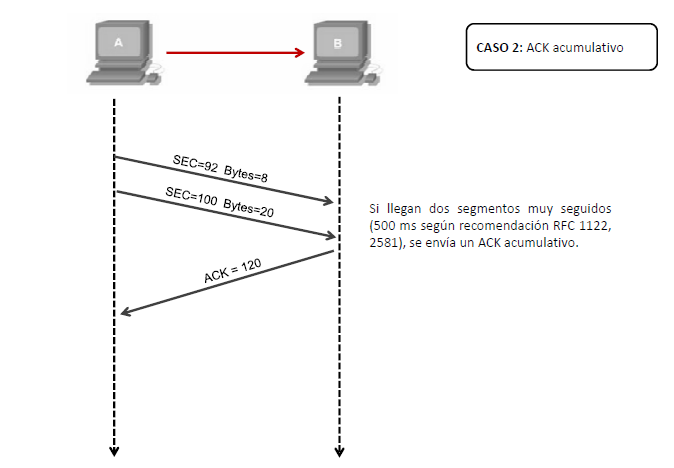 A
B
CASO 2: ACK acumulativo
SEC=92 Bytes=8
SEC=100 Bytes=20
Si llegan dos segmentos muy seguidos
(500 ms según recomendación RFC 1122,
2581), se envía un ACK acumulativo.
ACK = 120